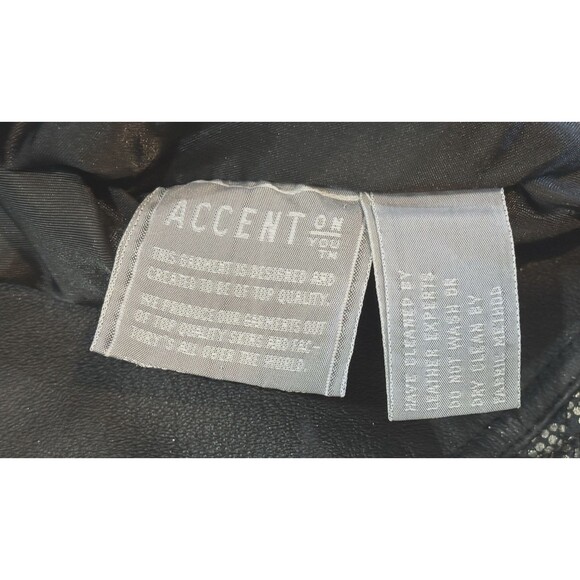 ACCENT ON YOU TM
THIS GARMENT IS DESIGNED AND
CREATED TO BE OF TOP QUALITY.
WE PRODUCE OUR GARMENTS OUT
OF TOP QUALITY SKINS AND FAC-
TORY'S ALL OVER THE WORLD.
HAVE CLEANED BY
LEATHER EXPERTS
DO NOT WASH OR
DRY CLEAN BY
FABRIC METHOD